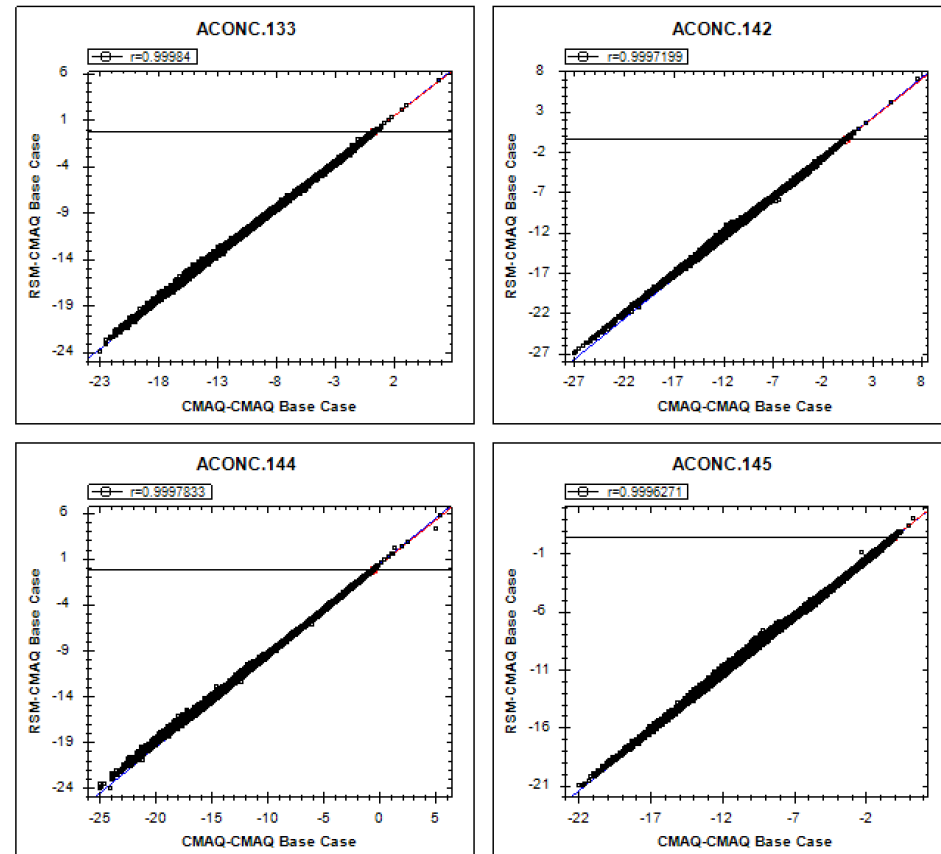 ACONC.133
r=0.99984
6
1
-4
-9
-14
-19
-24
RSM-CMAQ Base Case
-23 -18 -13 -8 -3 2
CMAQ-CMAQ Base Case
ACONC.142
r=0.9997199
8
3
-2
-7
-12
-17
-22
-27
RSM-CMAQ Base Case
-27 -22 -17 -12 -7 -2 3 8
CMAQ-CMAQ Base Case
ACONC.144
r=0.9997833
6
1
-4
-9
-14
-19
-24
RSM-CMAQ Base Case
-25 -20 -15 -10 -5 0 5
CMAQ-CMAQ Base Case
ACONC.145
r=0.9996271
-1
-6
-11
-16
-21
RSM-CMAQ Base Case
-22 -17 -12 -7 -2
CMAQ-CMAQ Base Case